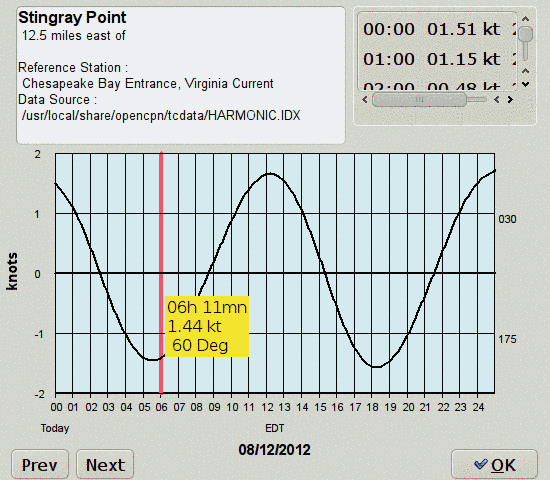 Stingray Point
12.5 miles east of
Reference Station :
Chesapeake Bay Entrance, Virginia Current
Data Source :
/usr/local/share/opencpn/tcdata/HARMONIC.IDX
00:00 01.51 kt
01:00 01.15 kt
02:00 00.48 kt
2
1
0
-1
-2
knots
030
175
06h 11mn
1.44 kt
60 Deg
00 01 02 03 04 05 06 07 08 09 10 11 12 13 14 15 16 17 18 19 20 21 22 23 24
Today EDT
08/12/2012
Prev Next OK